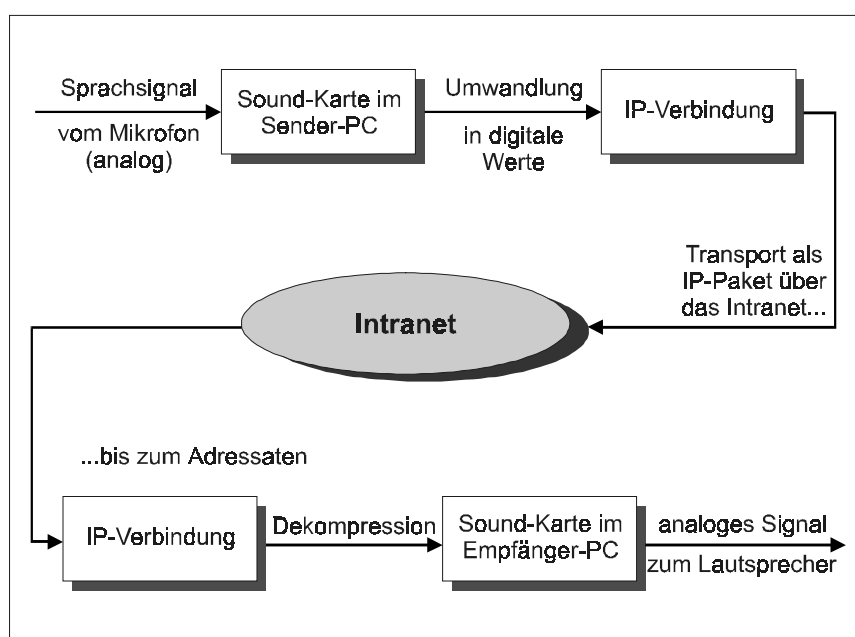 Sprachsignal
vom Mikrofon
(analog)
Sound-Karte im
Sender-PC
Umwandlung
in digitale
Werte
IP-Verbindung
Transport als
IP-Paket über
das Intranet...
Intranet
...bis zum Adressaten
IP-Verbindung
Dekompression
Sound-Karte im
Empfänger-PC
analoges Signal
zum Lautsprecher